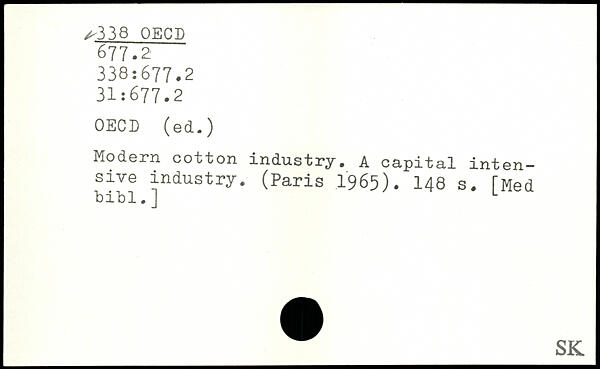 338 OECD
677.2
338:677.2
31:677.2
OECD (ed.)
Modern cotton industry. A capital inten-
sive industry. (Paris 1965). 148 s. [Med
bibl.]
SK